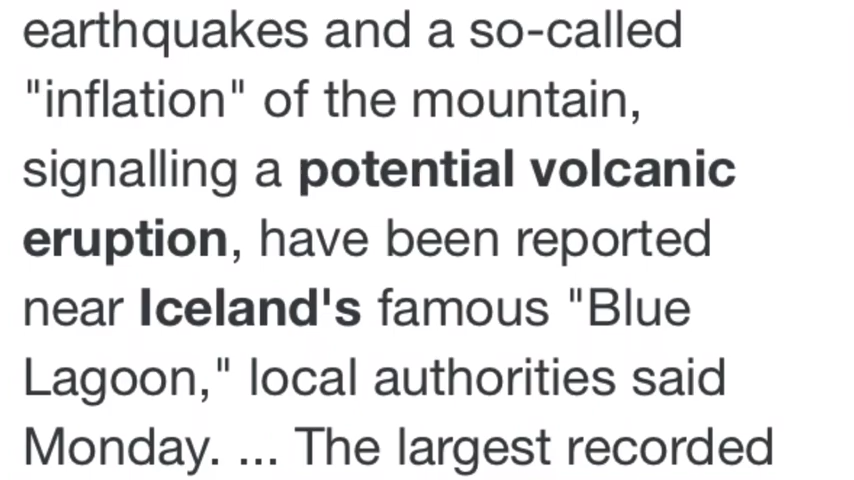 earthquakes and a so-called
"inflation" of the mountain,
signalling a potential volcanic
eruption, have been reported
near Iceland's famous "Blue
Lagoon," local authorities said
Monday. ... The largest recorded